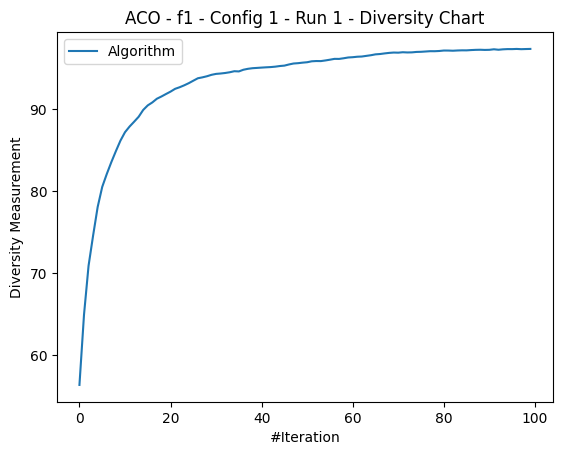 ACO - f1 - Config 1 - Run 1 - Diversity Chart
Algorithm
Diversity Measurement
90
80
70
60
0 20 40 60 80 100
#Iteration